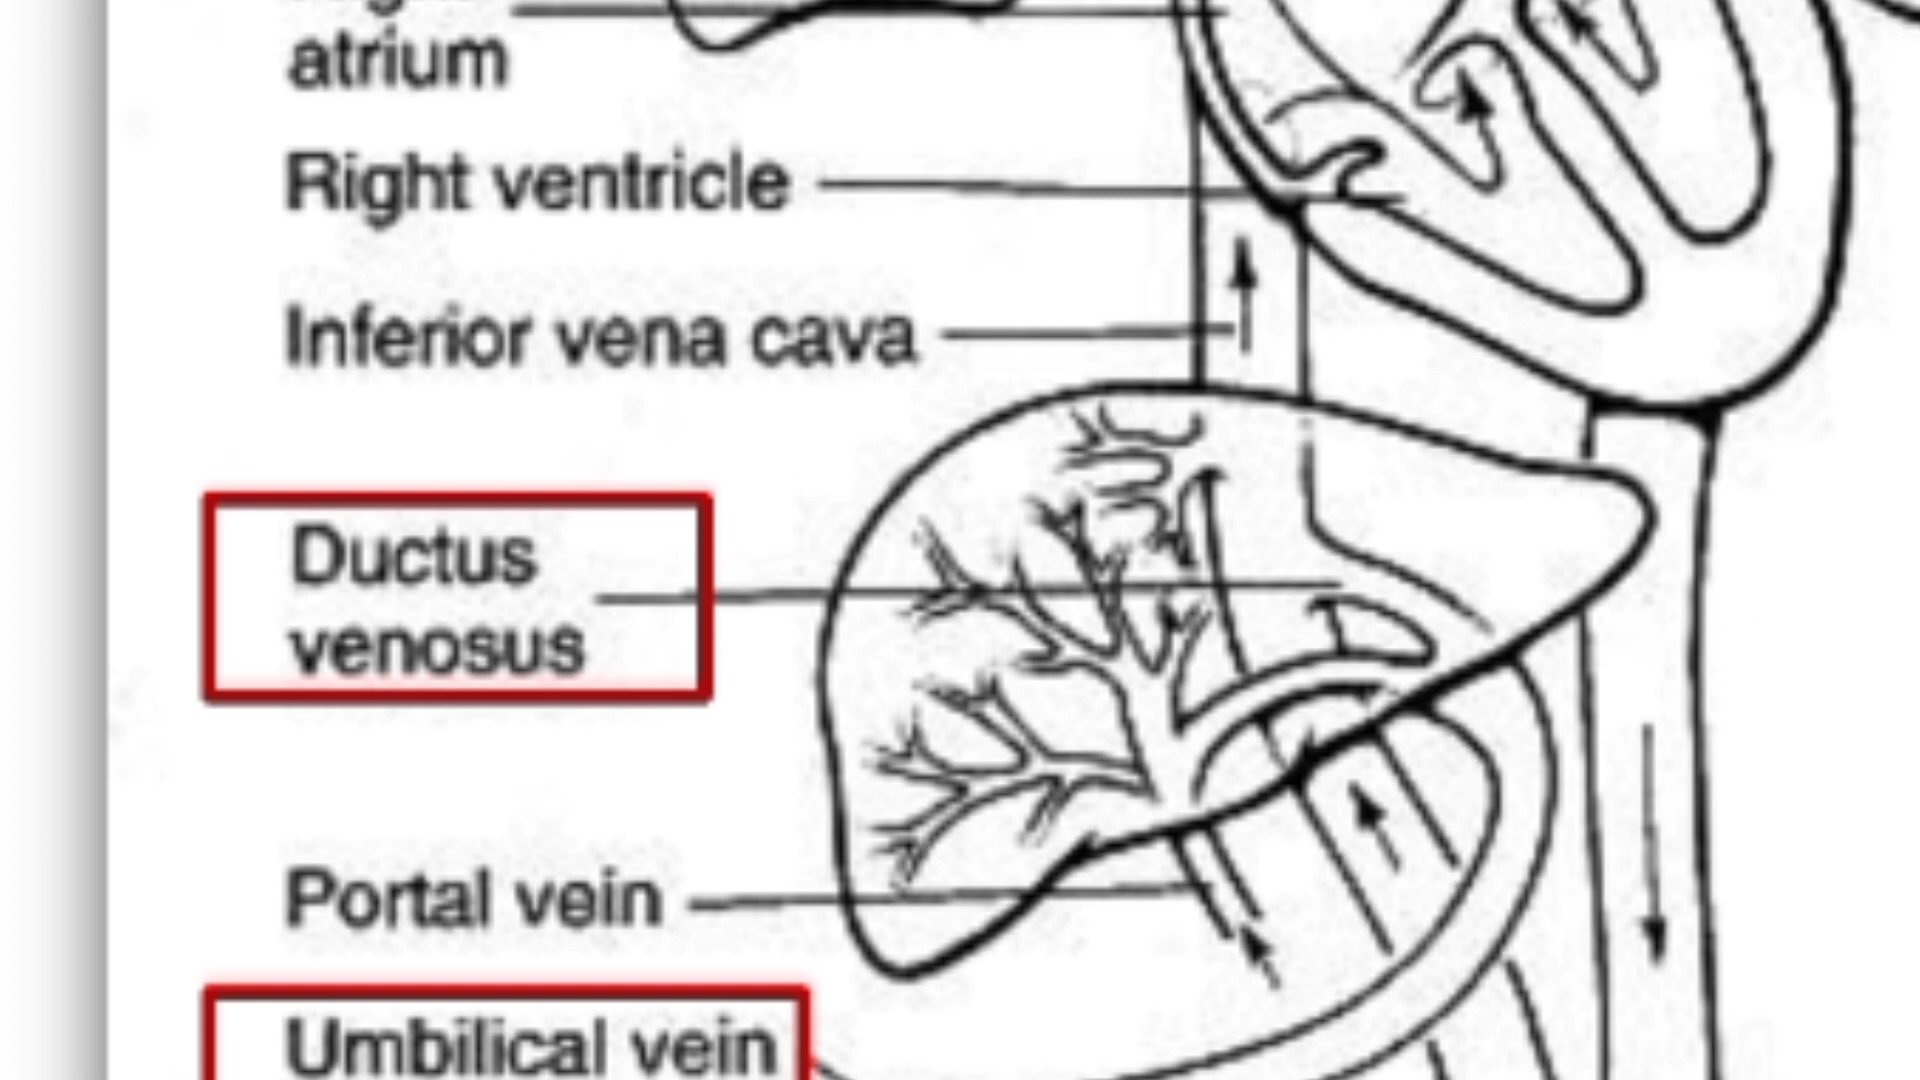 atrium
Right ventricle
Inferior vena cava
Ductus
venosus
Portal vein
Umbilical vein